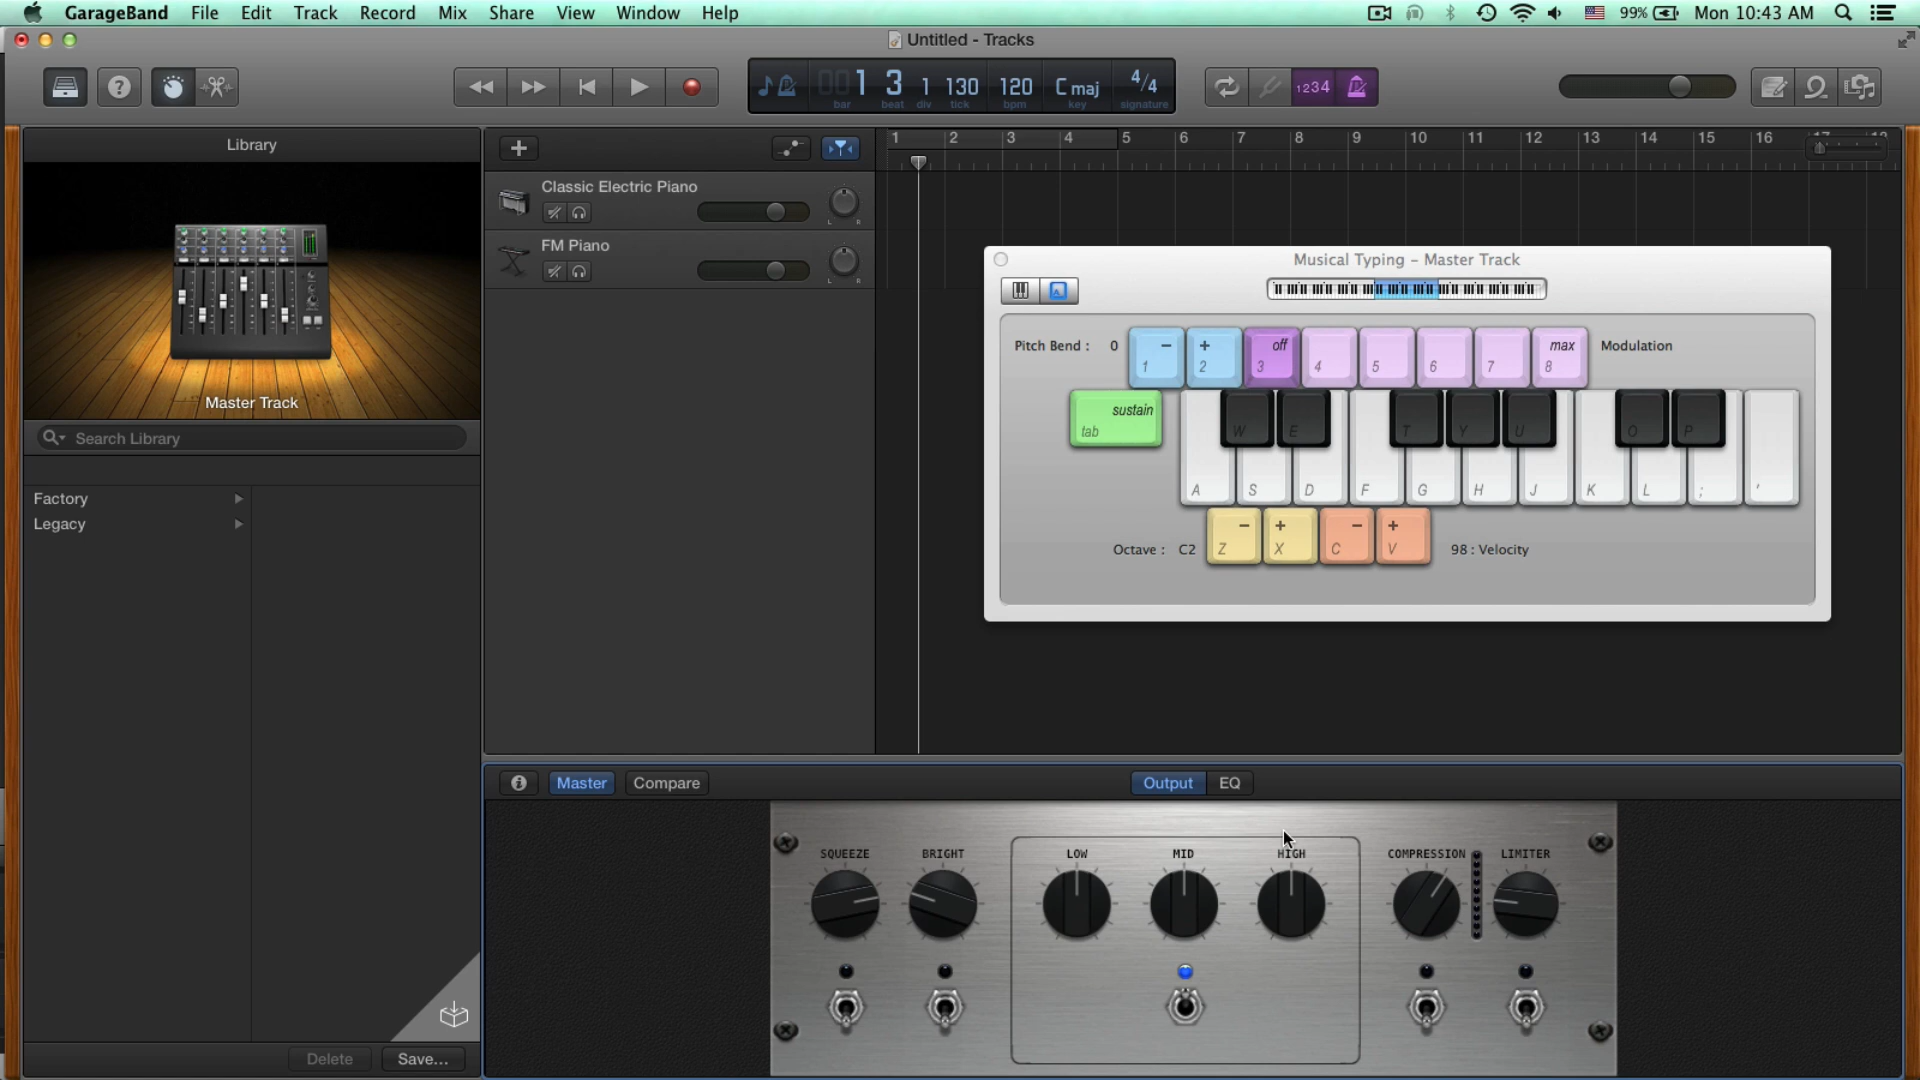 GarageBand File Edit Track Record Mix Share View Window Help 99% Mon 10:43 AM
Untitled - Tracks
001 3 1 130 120 C maj 4/4
bar beat div tick bpm key signature
1234
Library
1 2 3 4 5 6 7 8 9 10 11 12 13 14 15 16 17 18
Classic Electric Piano
L R
FM Piano
L R
Master Track
Search Library
Factory
Legacy
Delete Save...
Musical Typing – Master Track
Pitch Bend : 0 – 1 + 2 off 3 4 5 6 7 max 8 Modulation
sustain
tab
W E T Y U O P
A S D F G H J K L ; '
Octave : C2 – Z + X – C + V 98 : Velocity
Master Compare Output EQ
SQUEEZE BRIGHT LOW MID HIGH COMPRESSION LIMITER